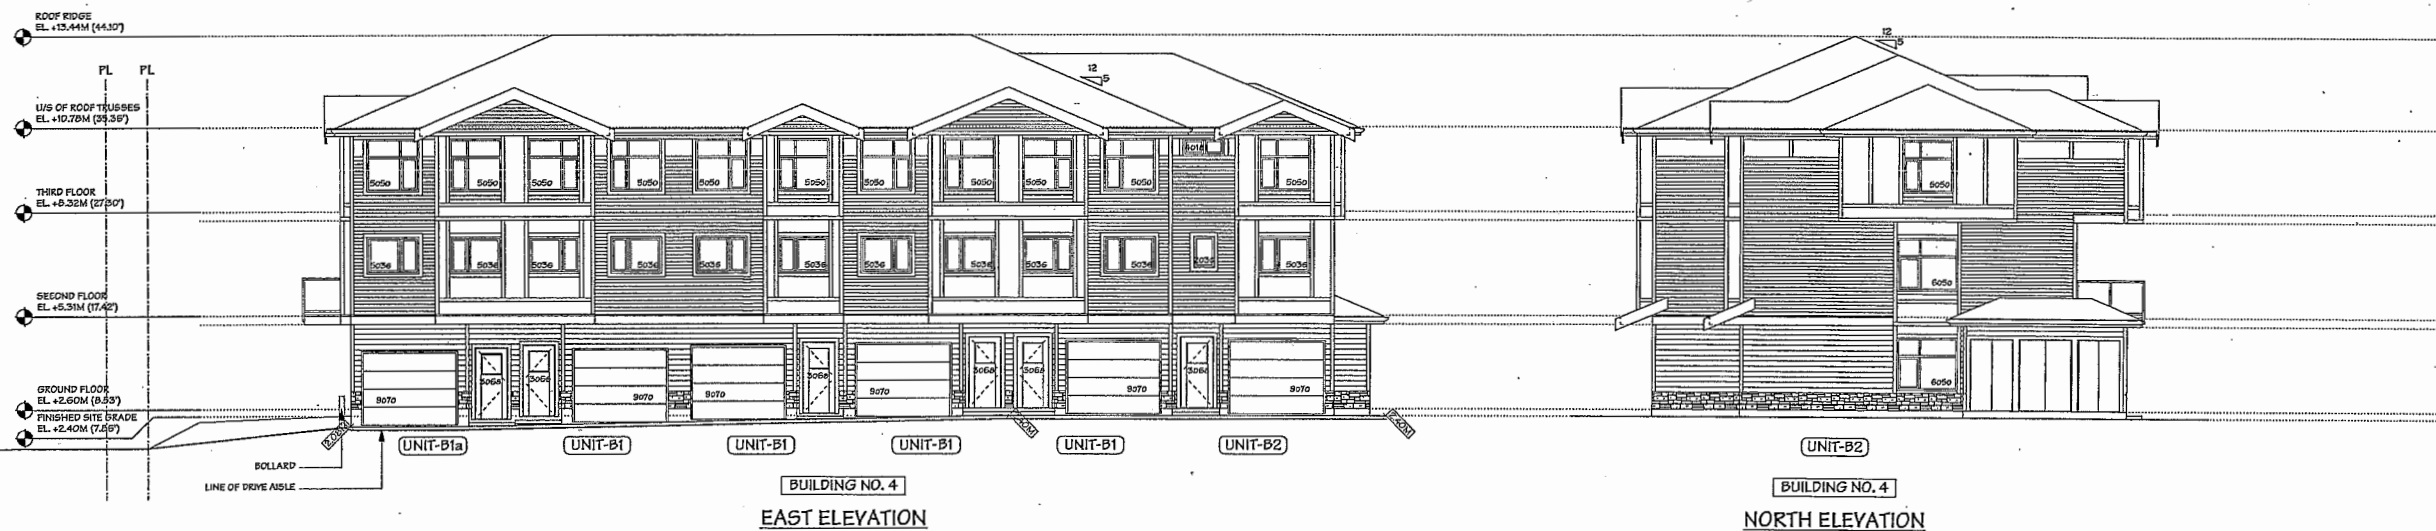 ROOF RIDGE
EL. +13.44M (44.10')
PL PL
U/S OF ROOF TRUSSES
EL. +10.78M (35.36')
THIRD FLOOR
EL. +8.32M (27.30')
SECOND FLOOR
EL. +5.31M (17.42')
GROUND FLOOR
EL. +2.60M (8.53')
FINISHED SITE GRADE
EL. +2.40M (7.86')
BOLLARD
LINE OF DRIVE AISLE
12
5
5050 5050 5050 5050 5050 5050 5050 5050 5050 5050 4016 5050
5036 5036 5036 5036 5036 5036 5036 5036 5036 5036 2036 5036
9070 3068 3068 9070 9070 3068 9070 3068 3068 9070 3068 9070
UNIT-B1a UNIT-B1 UNIT-B1 UNIT-B1 UNIT-B1 UNIT-B2
BUILDING NO. 4
EAST ELEVATION
12
5
6050
6050
6050
UNIT-B2
BUILDING NO. 4
NORTH ELEVATION